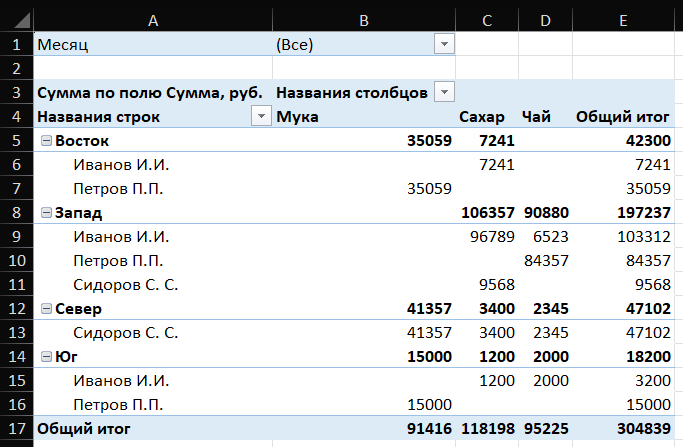 A B C D E
1 Месяц (Все)
2
3 Сумма по полю Сумма, руб. Названия столбцов
4 Названия строк Мука Сахар Чай Общий итог
5 Восток 35059 7241 42300
6 Иванов И.И. 7241 7241
7 Петров П.П. 35059 35059
8 Запад 106357 90880 197237
9 Иванов И.И. 96789 6523 103312
10 Петров П.П. 84357 84357
11 Сидоров С. С. 9568 9568
12 Север 41357 3400 2345 47102
13 Сидоров С. С. 41357 3400 2345 47102
14 Юг 15000 1200 2000 18200
15 Иванов И.И. 1200 2000 3200
16 Петров П.П. 15000 15000
17 Общий итог 91416 118198 95225 304839